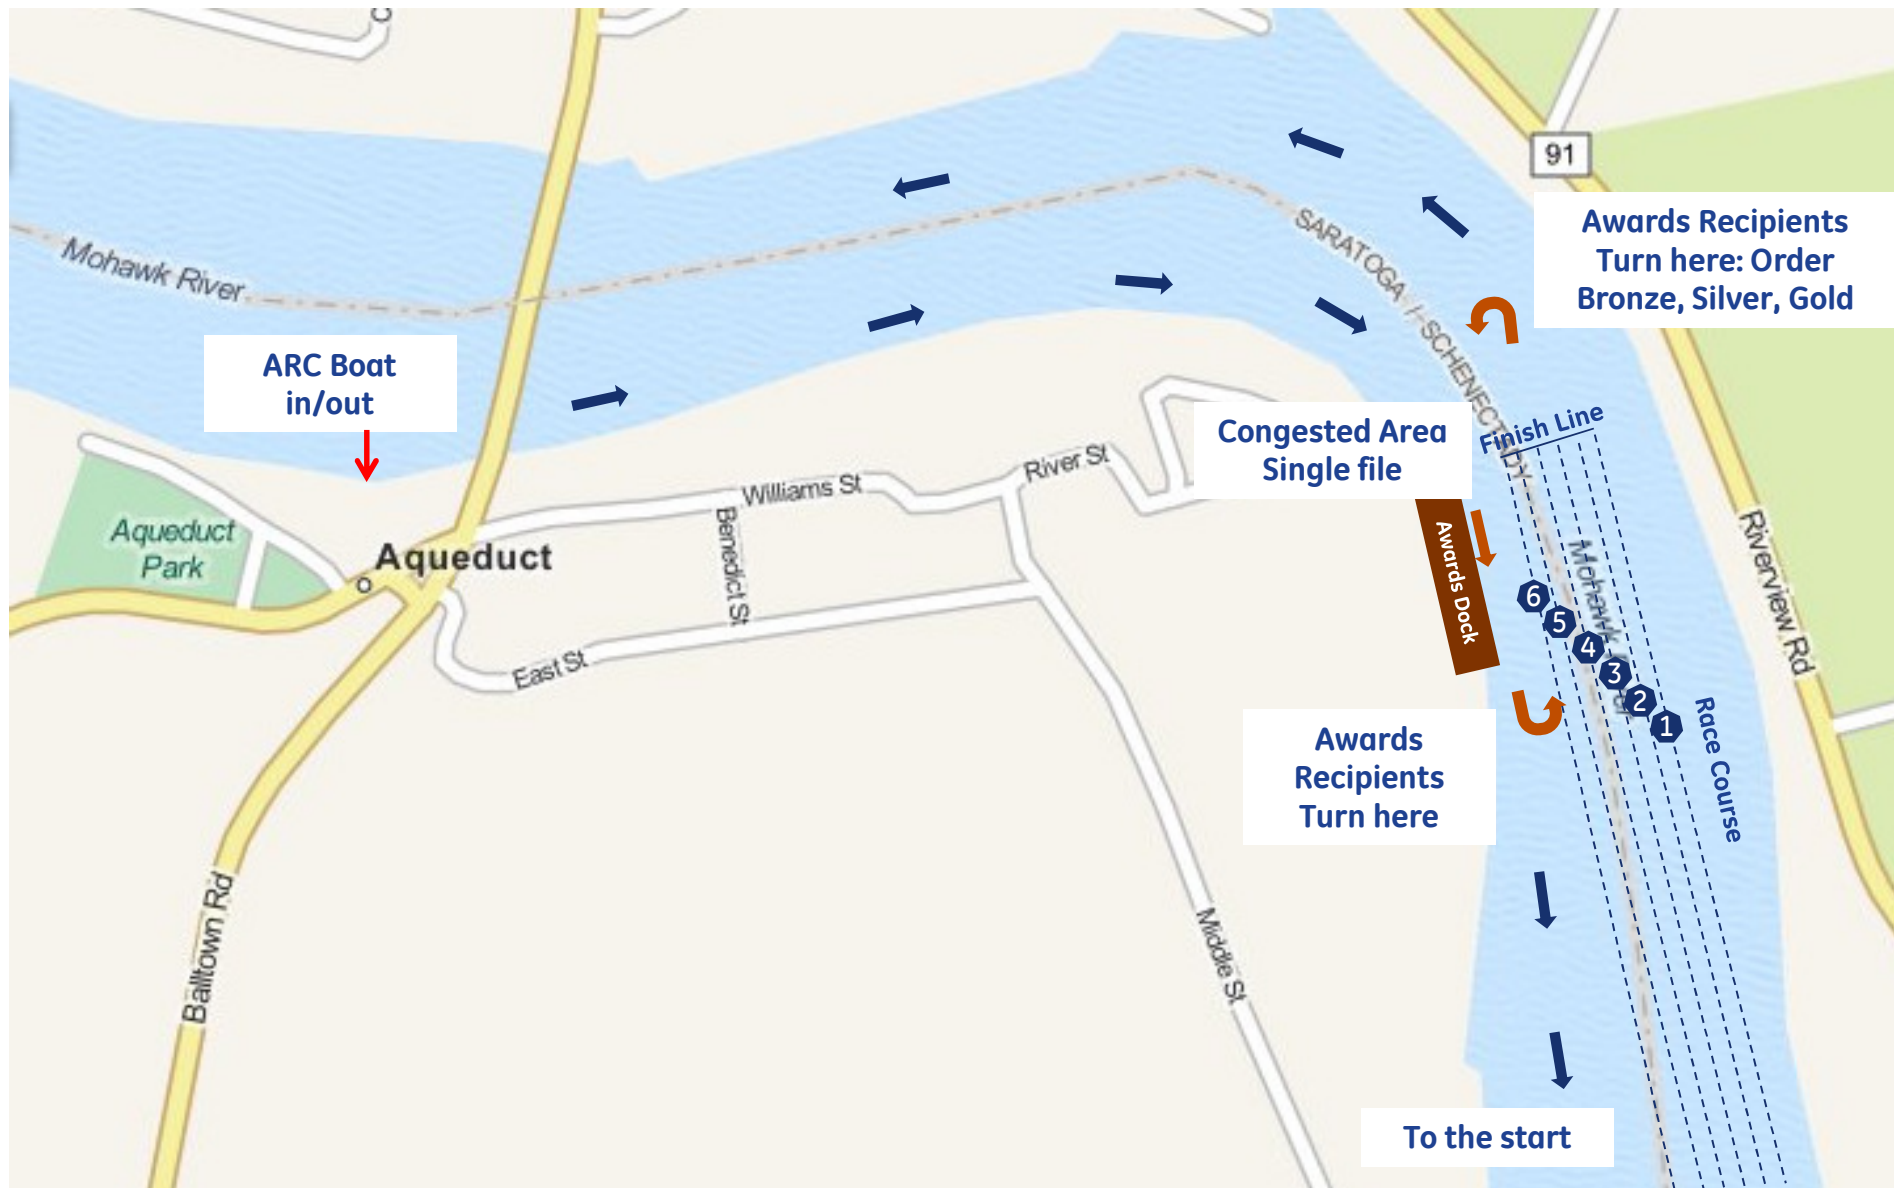 C
91
Awards Recipients
Turn here: Order
Bronze, Silver, Gold
SARATOGA
SCHENECTADY
Mohawk River
ARC Boat
in/out
Finish Line
Congested Area
Single file
River St
Williams St
Benedict St
Aqueduct
Park
Aqueduct
Awards Dock
Mohawk
6
5
4
3
2
1
Riverview Rd
East St
Race Course
Awards
Recipients
Turn here
Balltown Rd
Middle St
To the start